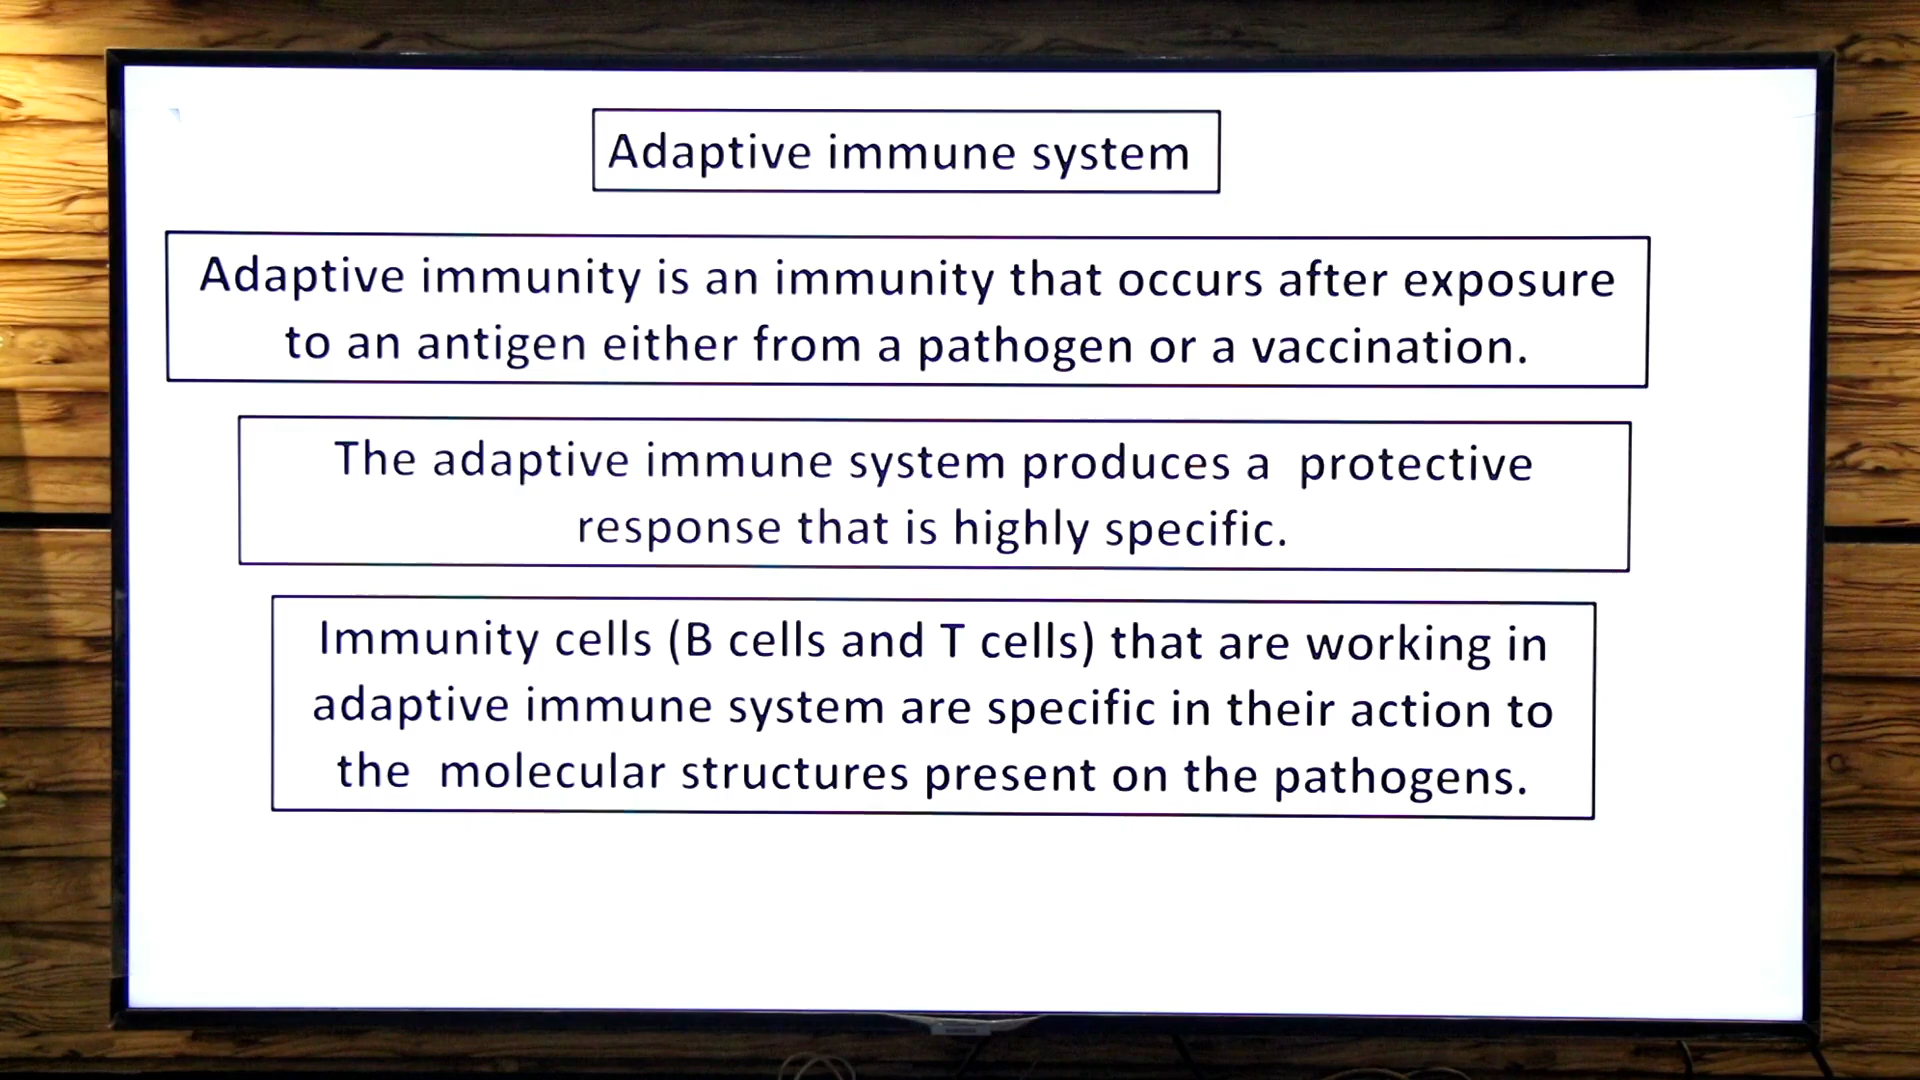 Adaptive immune system
Adaptive immunity is an immunity that occurs after exposure
to an antigen either from a pathogen or a vaccination.
The adaptive immune system produces a protective
response that is highly specific.
Immunity cells (B cells and T cells) that are working in
adaptive immune system are specific in their action to
the molecular structures present on the pathogens.